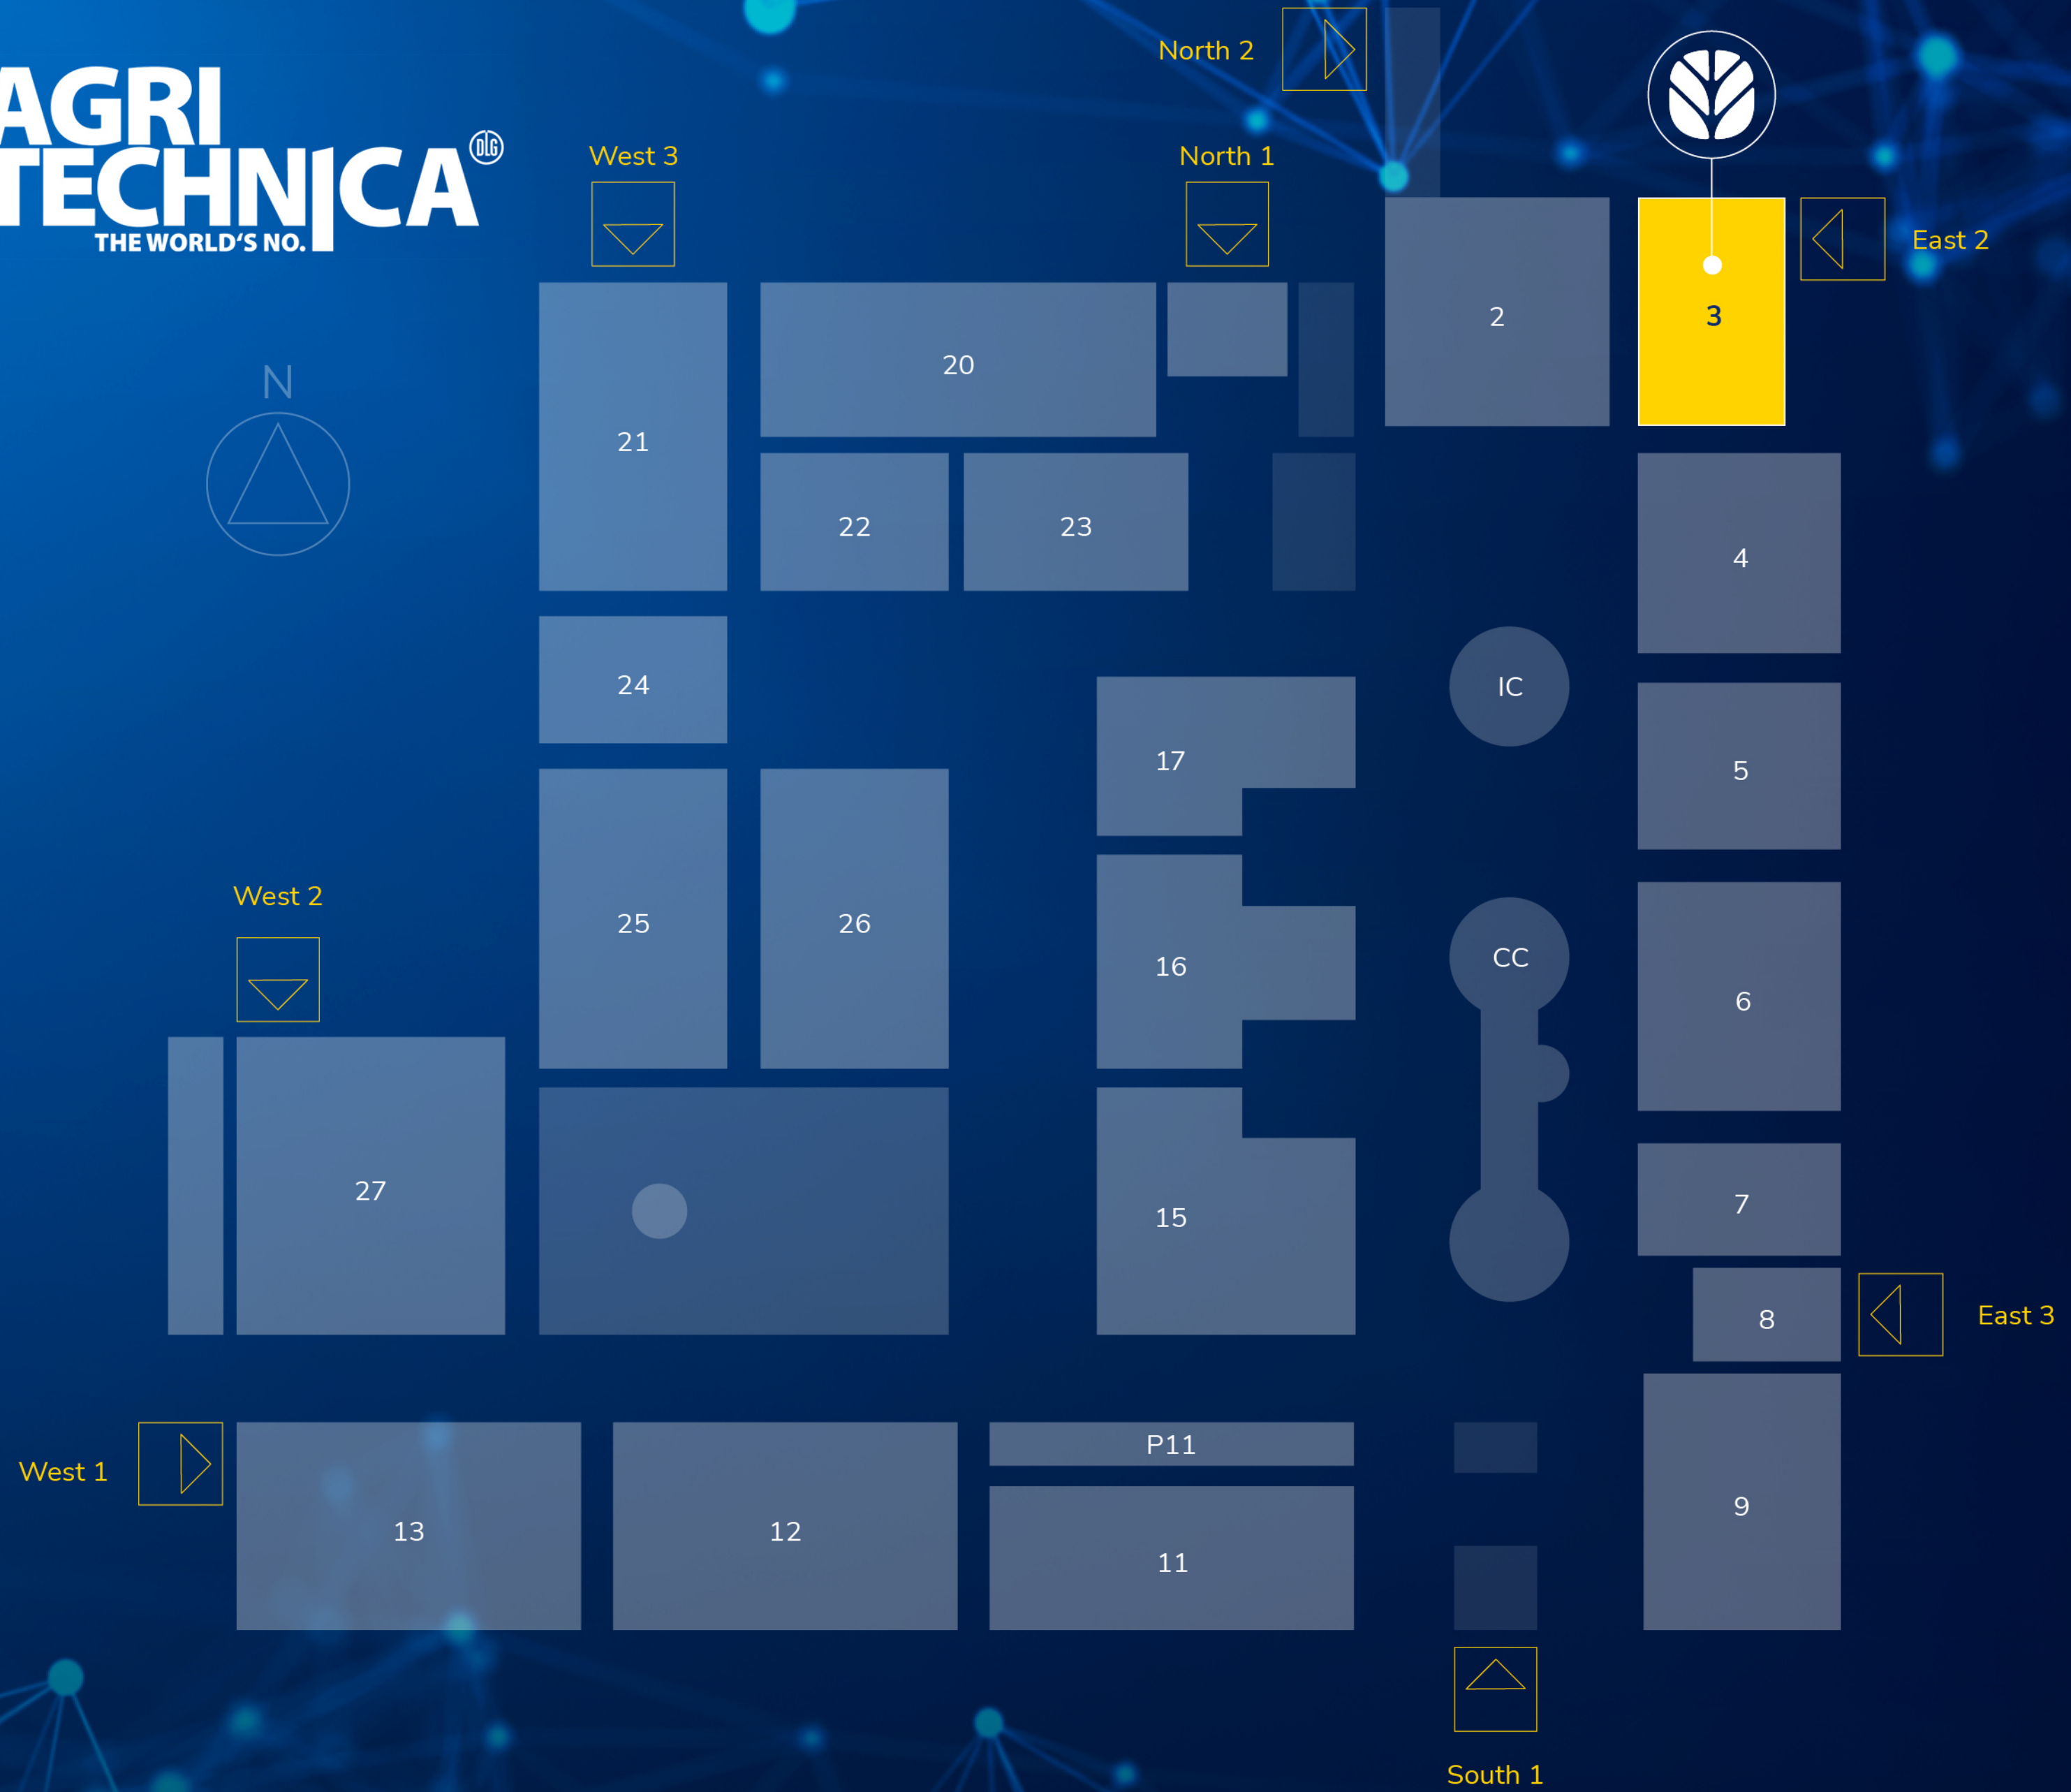 AGRI
TECHNICA
DLG
THE WORLD'S NO.
North 2
West 3
North 1
East 2
2
3
20
21
N
22
23
4
24
IC
17
5
West 2
25
26
CC
16
6
27
15
7
8
East 3
P11
West 1
9
13
12
11
South 1